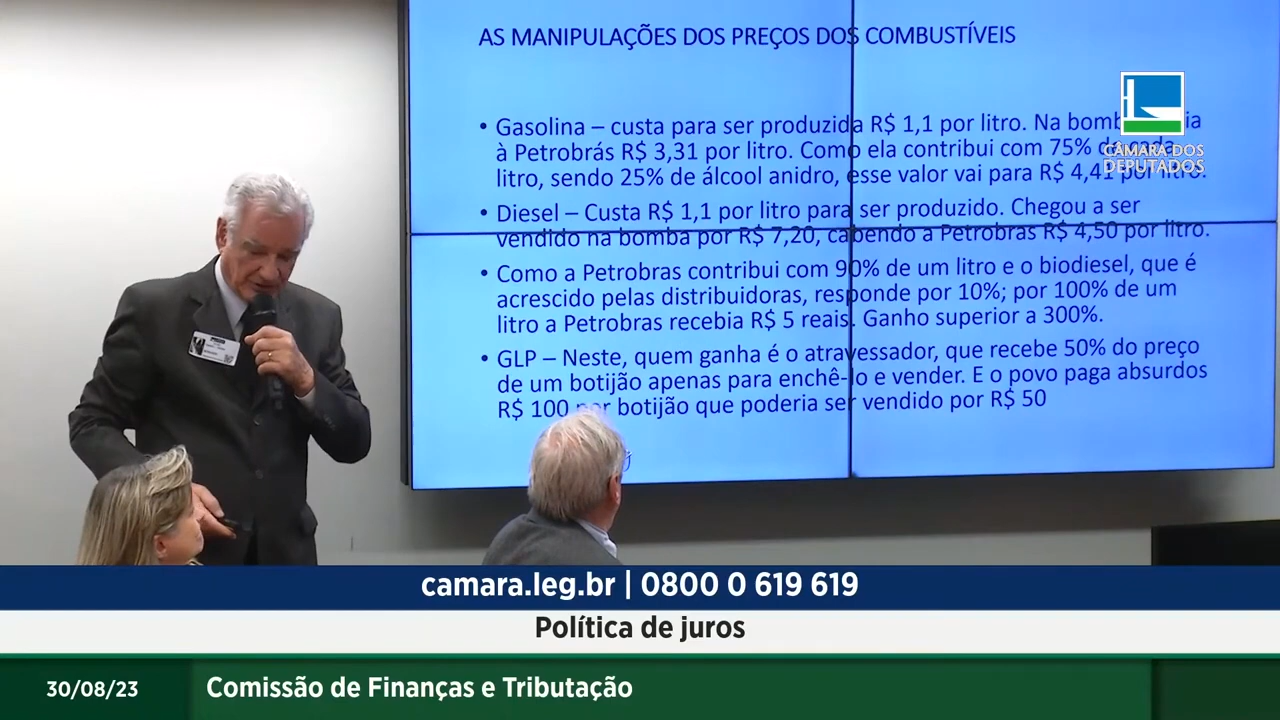 AS MANIPULAÇÕES DOS PREÇOS DOS COMBUSTÍVEIS
• Gasolina – custa para ser produzida R$ 1,1 por litro. Na
à Petrobrás R$ 3,31 por litro. Como ela contribui com 75%
litro, sendo 25% de álcool anidro, esse valor vai para R$ 4,41 por litro.
• Diesel – Custa R$ 1,1 por litro para ser produzido. Chegou a ser
vendido na bomba por R$ 7,20, cabendo a Petrobras R$ 4,50 por litro.
• Como a Petrobras contribui com 90% de um litro e o biodiesel, que é
acrescido pelas distribuidoras, responde por 10%; por 100% de um
litro a Petrobras recebia R$ 5 reais. Ganho superior a 300%.
• GLP – Neste, quem ganha é o atravessador, que recebe 50% do preço
de um botijão apenas para enchê-lo e vender. E o povo paga absurdos
R$ 100 por botijão que poderia ser vendido por R$ 50
CÂMARA DOS
DEPUTADOS
camara.leg.br | 0800 0 619 619
Política de juros
30/08/23
Comissão de Finanças e Tributação